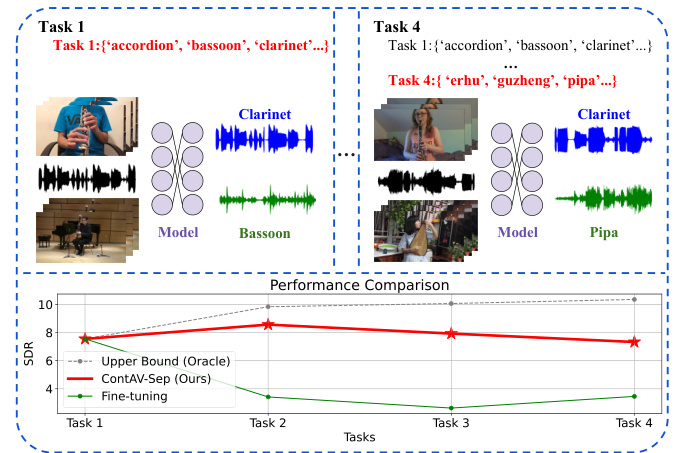 Task 1
Task 1:{‘accordion’, ‘bassoon’, ‘clarinet’...}
Clarinet
Model
Bassoon
...
Task 4
Task 1:{‘accordion’, ‘bassoon’, ‘clarinet’...}
...
Task 4:{ ‘erhu’, ‘guzheng’, ‘pipa’...}
Clarinet
Model
Pipa
Performance Comparison
SDR
10
8
6
4
Upper Bound (Oracle)
ContAV-Sep (Ours)
Fine-tuning
Task 1
Task 2
Task 3
Task 4
Tasks